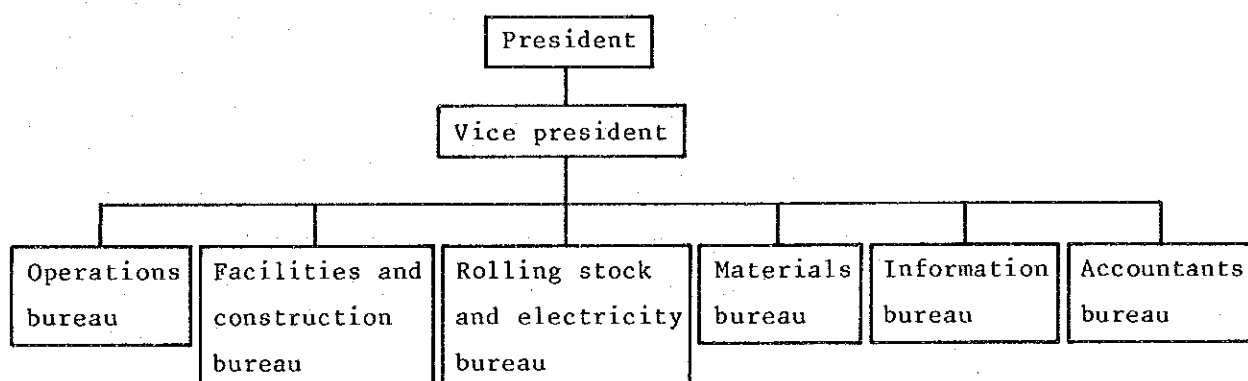 President
Vice president
Operations
bureau
Facilities and
construction
bureau
Rolling stock
and electricity
bureau
Materials
bureau
Information
bureau
Accountants
bureau